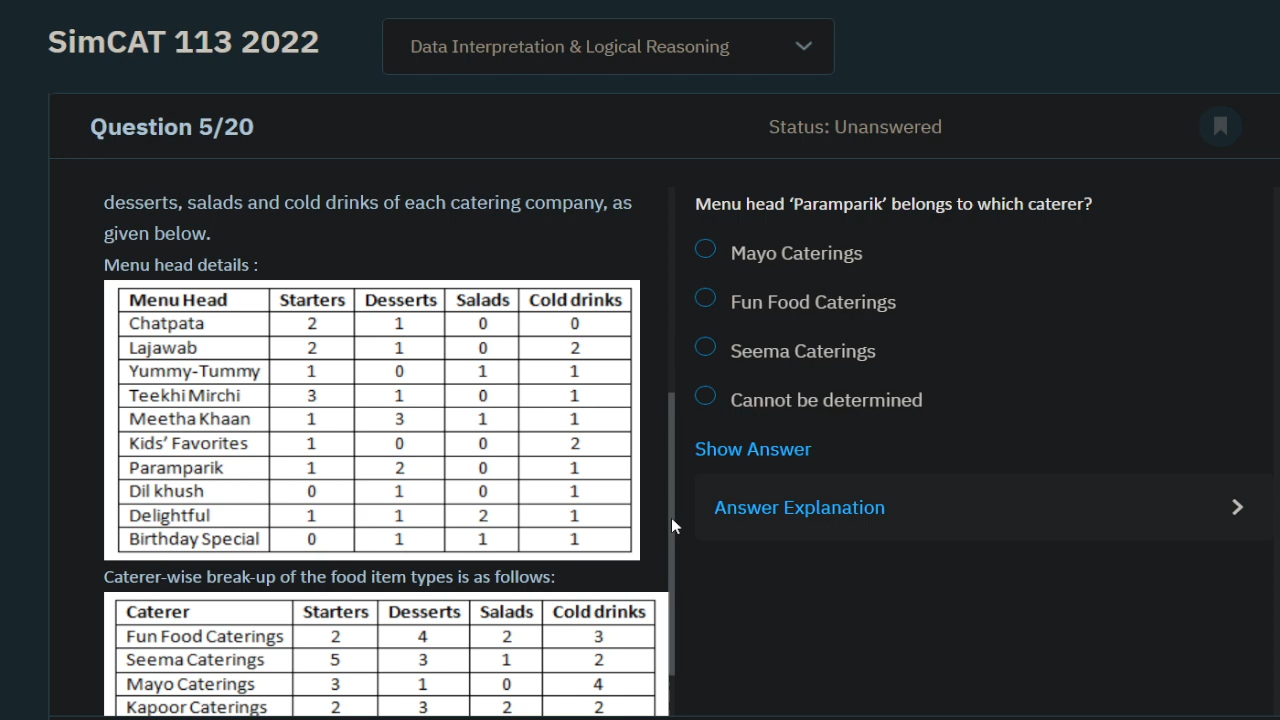 SimCAT 113 2022
Data Interpretation & Logical Reasoning
Question 5/20
Status: Unanswered
desserts, salads and cold drinks of each catering company, as
given below.
Menu head details :
Menu Head Starters Desserts Salads Cold drinks
Chatpata 2 1 0 0
Lajawab 2 1 0 2
Yummy-Tummy 1 0 1 1
Teekhi Mirchi 3 1 0 1
Meetha Khaan 1 3 1 1
Kids' Favorites 1 0 0 2
Paramparik 1 2 0 1
Dil khush 0 1 0 1
Delightful 1 1 2 1
Birthday Special 0 1 1 1
Caterer-wise break-up of the food item types is as follows:
Caterer Starters Desserts Salads Cold drinks
Fun Food Caterings 2 4 2 3
Seema Caterings 5 3 1 2
Mayo Caterings 3 1 0 4
Kapoor Caterings 2 3 2 2
Menu head ‘Paramparik’ belongs to which caterer?
Mayo Caterings
Fun Food Caterings
Seema Caterings
Cannot be determined
Show Answer
Answer Explanation